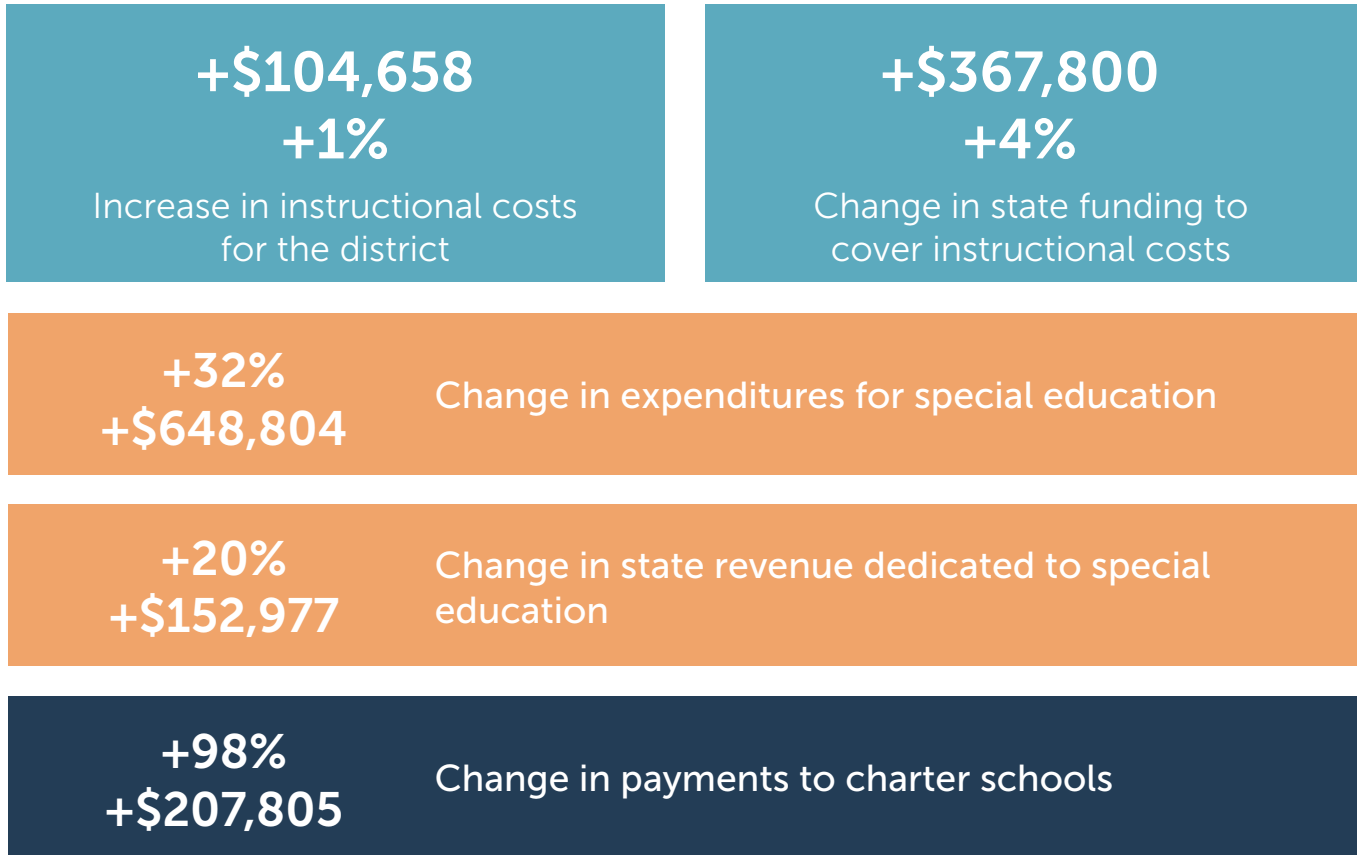 +$104,658
+1%
Increase in instructional costs
for the district
+$367,800
+4%
Change in state funding to
cover instructional costs
+32%
+$648,804
Change in expenditures for special education
+20%
+$152,977
Change in state revenue dedicated to special
education
+98%
+$207,805
Change in payments to charter schools